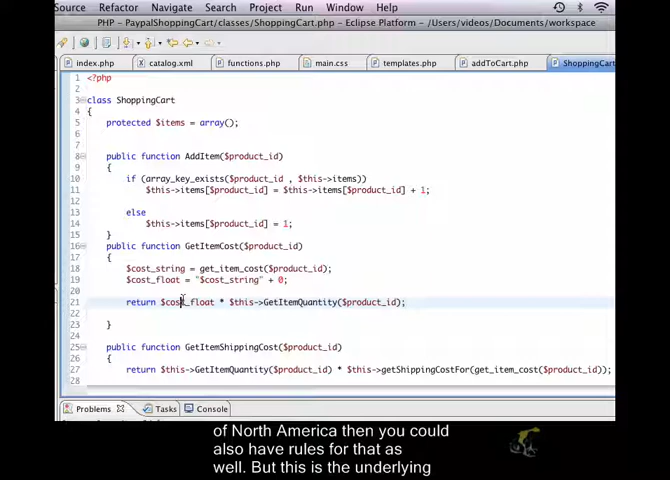 Source Refactor Navigate Search Project Run Window Help
PHP - PaypalShoppingCart/classes/ShoppingCart.php - Eclipse Platform - /Users/videos/Documents/workspace
index.php catalog.xml functions.php main.css templates.php addToCart.php ShoppingCart
1 <?php
2
3 class ShoppingCart
4 {
5 protected $items = array();
6
7
8 public function AddItem($product_id)
9 {
10 if (array_key_exists($product_id , $this->items))
11 $this->items[$product_id] = $this->items[$product_id] + 1;
12
13 else
14 $this->items[$product_id] = 1;
15 }
16 public function GetItemCost($product_id)
17 {
18 $cost_string = get_item_cost($product_id);
19 $cost_float = "$cost_string" + 0;
20
21 return $cost_float * $this->GetItemQuantity($product_id);
22
23 }
24
25 public function GetItemShippingCost($product_id)
26 {
27 return $this->GetItemQuantity($product_id) * $this->getShippingCostFor(get_item_cost($product_id));
28
Problems Tasks Console
of North America then you could
also have rules for that as
well. But this is the underlying